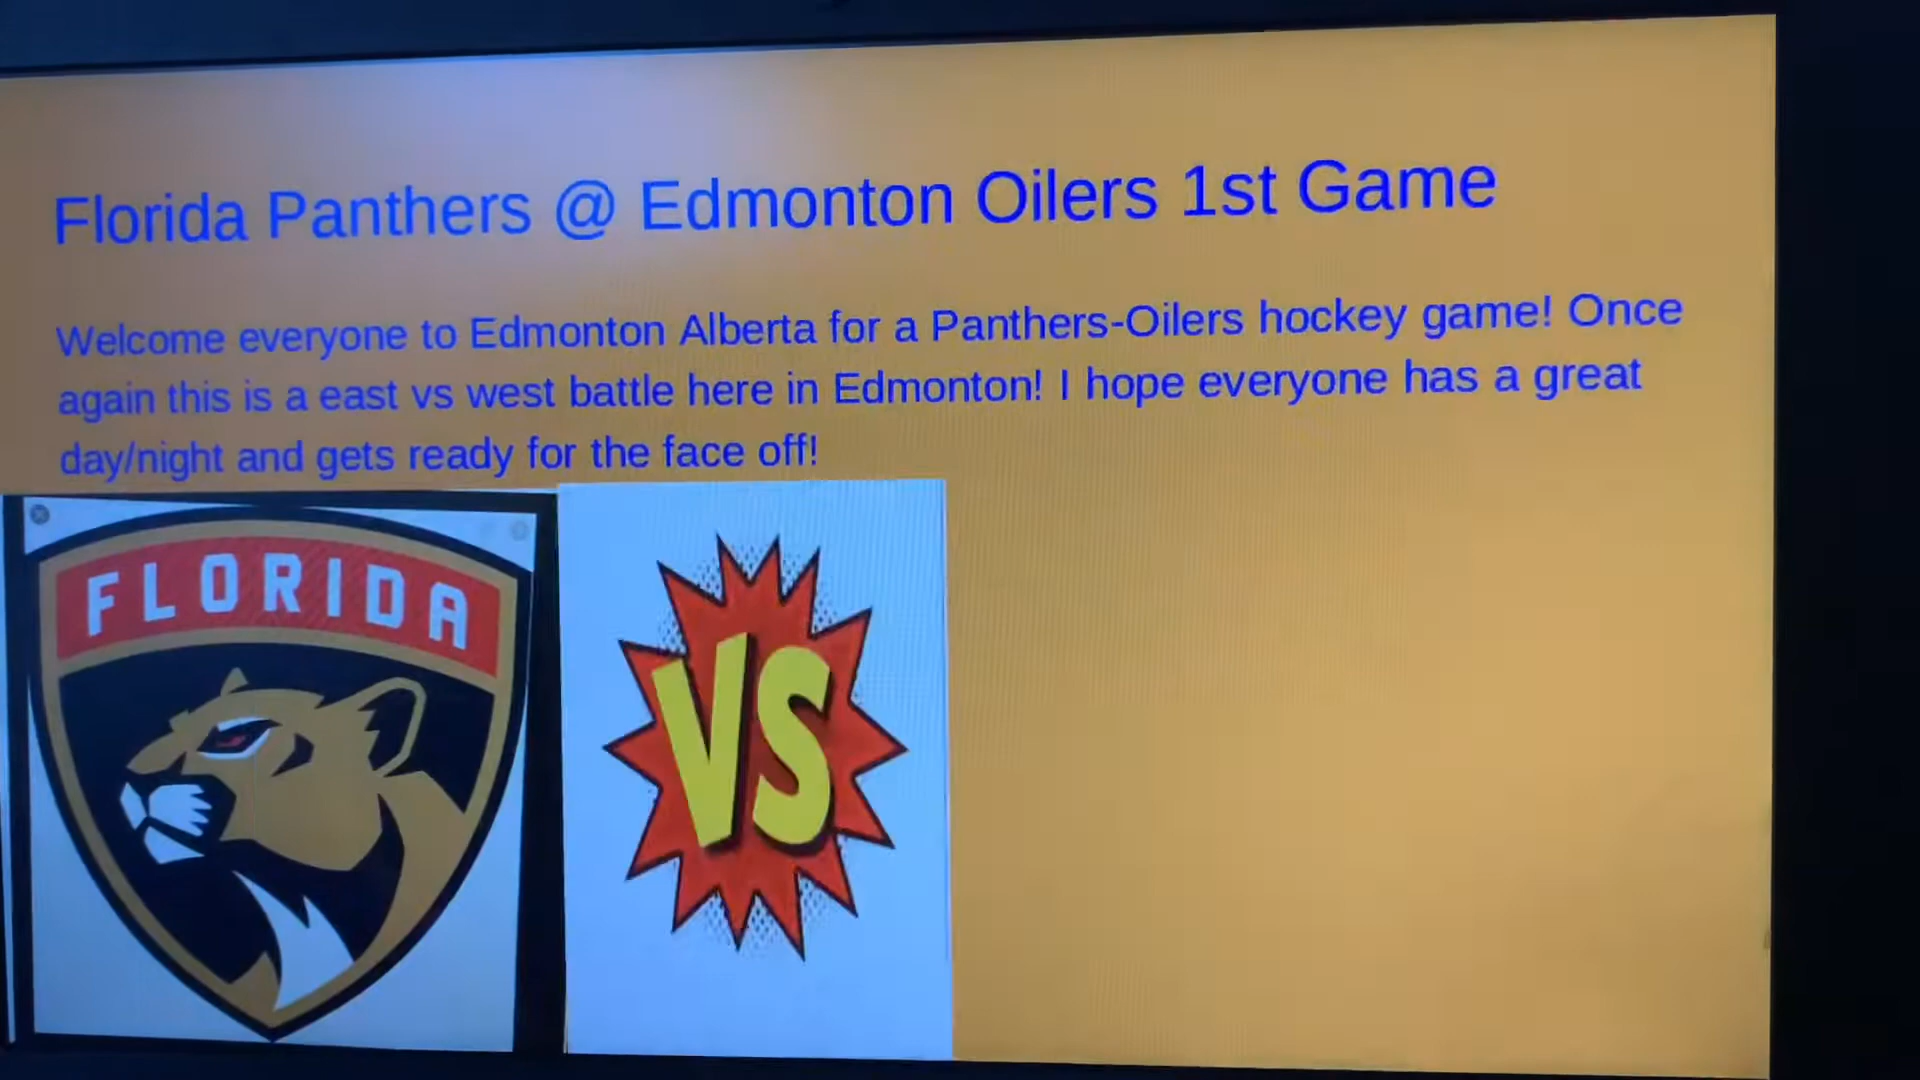 Florida Panthers @ Edmonton Oilers 1st Game
Welcome everyone to Edmonton Alberta for a Panthers-Oilers hockey game! Once
again this is a east vs west battle here in Edmonton! I hope everyone has a great
day/night and gets ready for the face off!
FLORIDA
VS